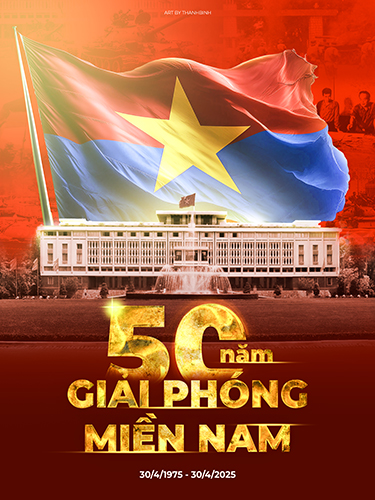 ART BY THANHBINH
50 năm
GIẢI PHÓNG
MIỀN NAM
30/4/1975 - 30/4/2025